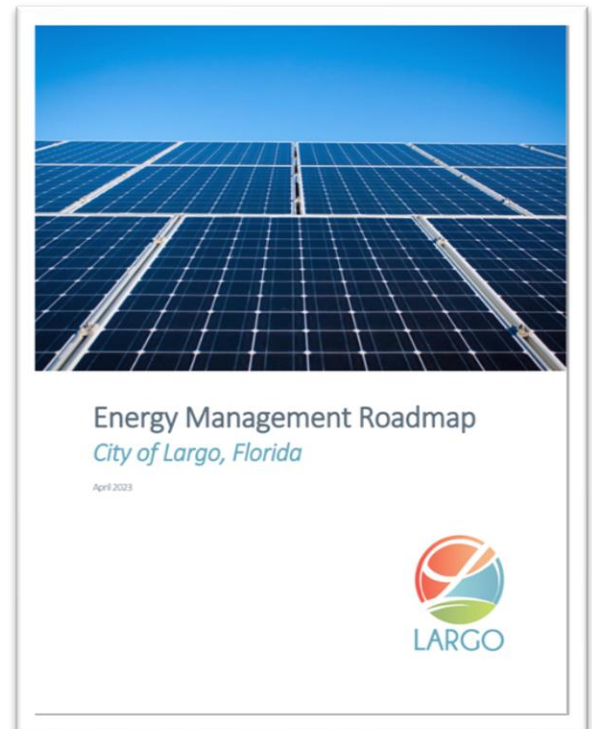 Energy Management Roadmap
City of Largo, Florida
April 2023
LARGO